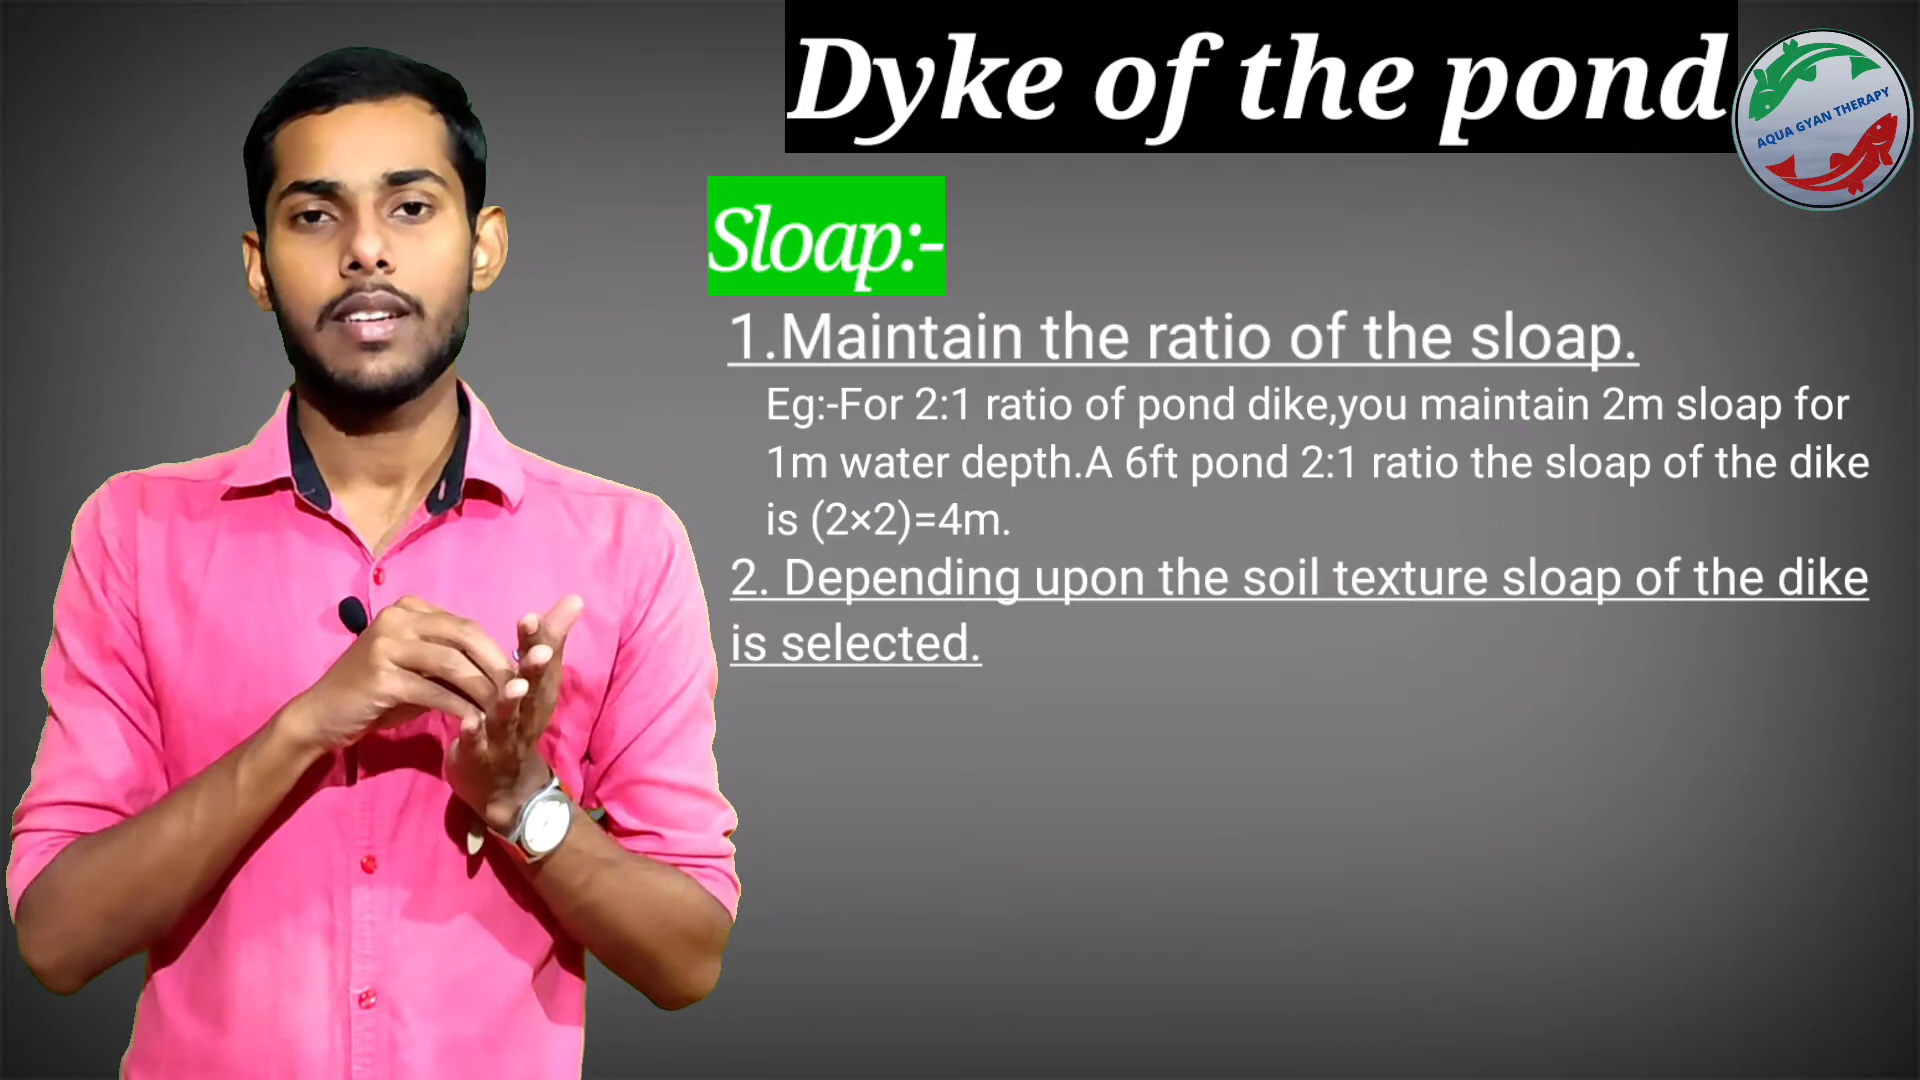 Dyke of the pond
AQUA GYAN THERAPY
Sloap:-
1.Maintain the ratio of the sloap.
Eg:-For 2:1 ratio of pond dike,you maintain 2m sloap for
1m water depth.A 6ft pond 2:1 ratio the sloap of the dike
is (2×2)=4m.
2. Depending upon the soil texture sloap of the dike
is selected.